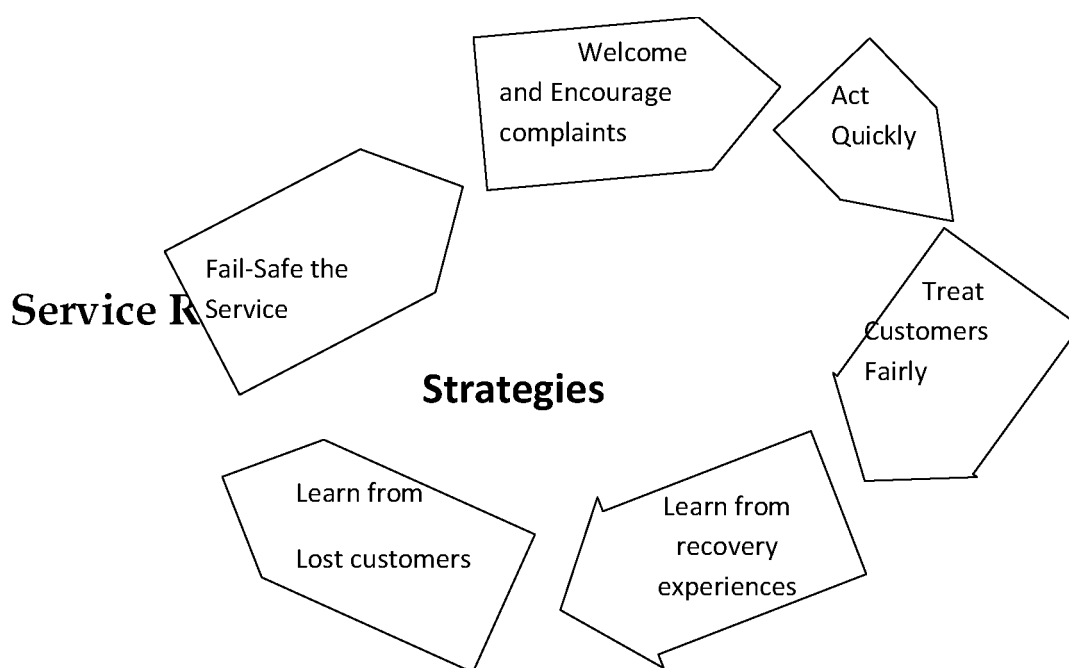 Welcome
and Encourage
complaints
Act
Quickly
Treat
Customers
Fairly
Learn from
recovery
experiences
Learn from
Lost customers
Fail-Safe the
Service
Service R
Strategies